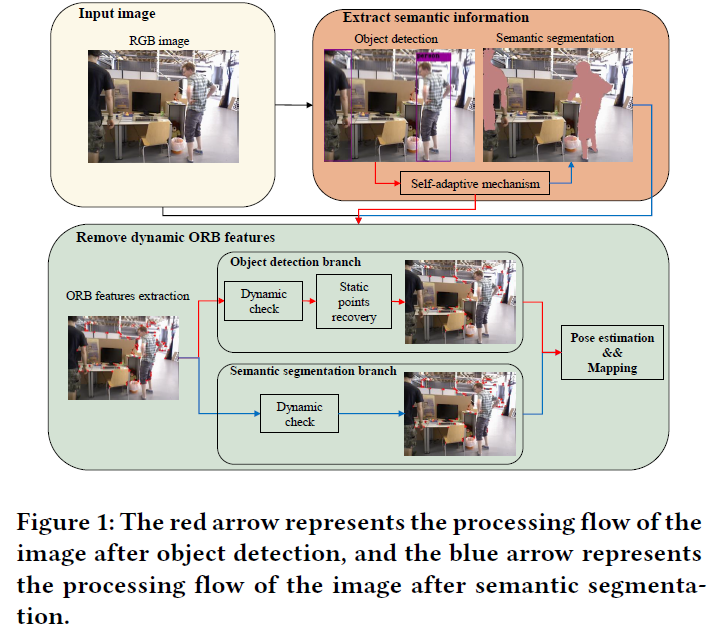 Input image
RGB image
Extract semantic information
Object detection
Semantic segmentation
Self-adaptive mechanism
Remove dynamic ORB features
ORB features extraction
Object detection branch
Dynamic
check
Static
points
recovery
Semantic segmentation branch
Dynamic
check
Pose estimation
&&
Mapping
Figure 1: The red arrow represents the processing flow of the
image after object detection, and the blue arrow represents
the processing flow of the image after semantic segmenta-
tion.